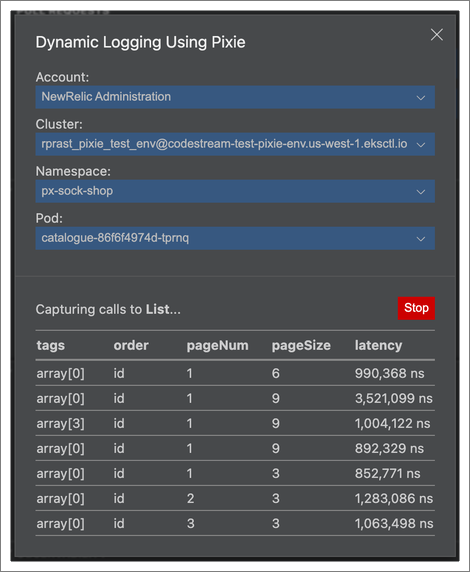 Dynamic Logging Using Pixie
Account:
NewRelic Administration
Cluster:
rprast_pixie_test_env@codestream-test-pixie-env.us-west-1.eksctl.io
Namespace:
px-sock-shop
Pod:
catalogue-86f6f4974d-tprnq
Capturing calls to List...
Stop
tags order pageNum pageSize latency
array[0] id 1 6 990,368 ns
array[0] id 1 9 3,521,099 ns
array[3] id 1 9 1,004,122 ns
array[0] id 1 9 892,329 ns
array[0] id 1 3 852,771 ns
array[0] id 2 3 1,283,086 ns
array[0] id 3 3 1,063,498 ns